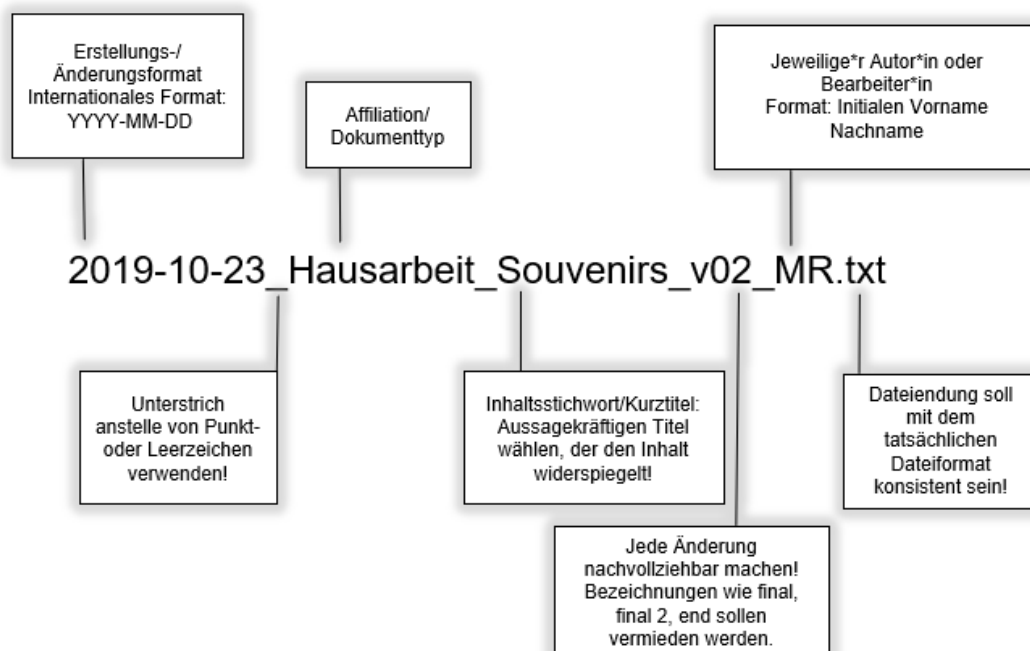 Erstellungs-/
Änderungsformat
Internationales Format:
YYYY-MM-DD
Affiliation/
Dokumenttyp
Jeweilige*r Autor*in oder
Bearbeiter*in
Format: Initialen Vorname
Nachname
2019-10-23_Hausarbeit_Souvenirs_v02_MR.txt
Unterstrich
anstelle von Punkt-
oder Leerzeichen
verwenden!
Inhaltsstichwort/Kurztitel:
Aussagekräftigen Titel
wählen, der den Inhalt
widerspiegelt!
Jede Änderung
nachvollziehbar machen!
Bezeichnungen wie final,
final 2, end sollen
vermieden werden.
Dateiendung soll
mit dem
tatsächlichen
Dateiformat
konsistent sein!